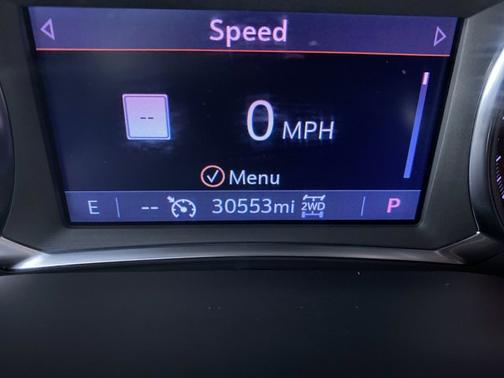 Speed
--
0 MPH
Menu
E -- 30553mi 2WD P